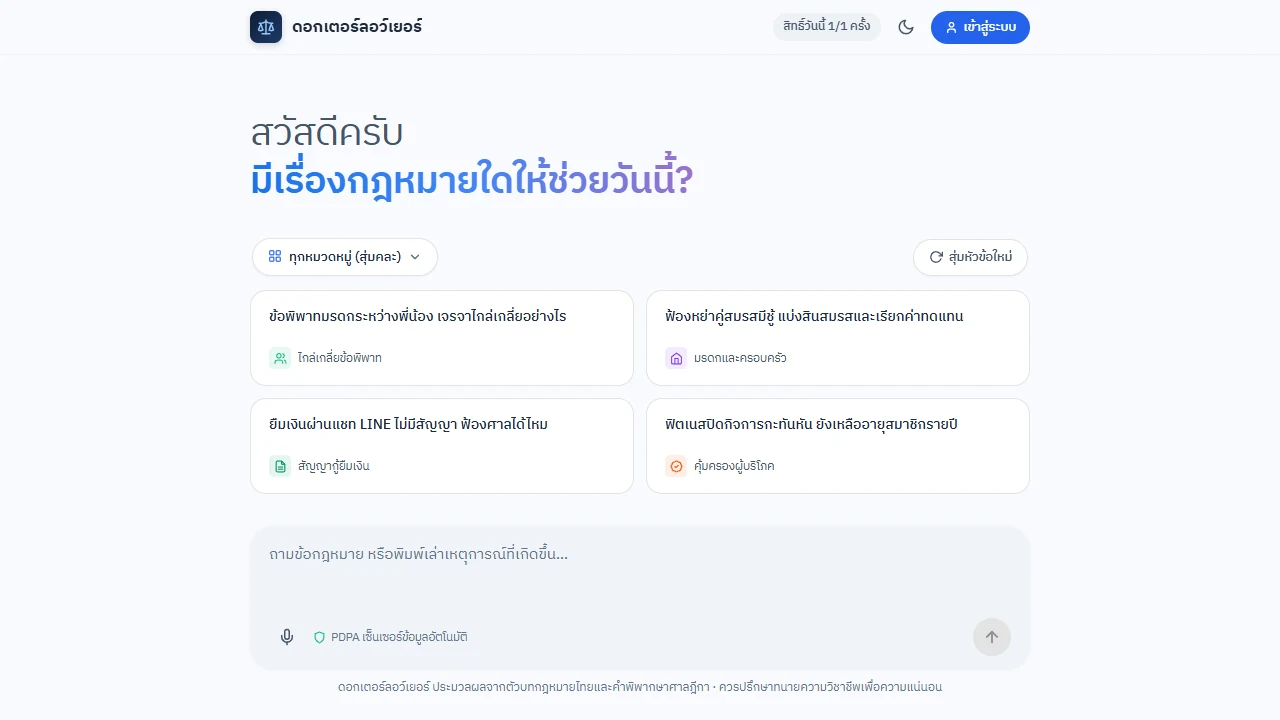 ดอกเตอร์ลอว์เยอร์
สิทธิ์วันนี้ 1/1 ครั้ง
เข้าสู่ระบบ
สวัสดีครับ
มีเรื่องกฎหมายใดให้ช่วยวันนี้?
ทุกหมวดหมู่ (สุ่มคละ)
สุ่มหัวข้อใหม่
ข้อพิพาทมรดกระหว่างพี่น้อง เจรจาไกล่เกลี่ยอย่างไร
ไกล่เกลี่ยข้อพิพาท
ฟ้องหย่าคู่สมรสมีชู้ แบ่งสินสมรสและเรียกค่าทดแทน
มรดกและครอบครัว
ยืมเงินผ่านแชท LINE ไม่มีสัญญา ฟ้องศาลได้ไหม
สัญญากู้ยืมเงิน
ฟิตเนสปิดกิจการกะทันหัน ยังเหลืออายุสมาชิกรายปี
คุ้มครองผู้บริโภค
ถามข้อกฎหมาย หรือพิมพ์เล่าเหตุการณ์ที่เกิดขึ้น...
PDPA เซ็นเซอร์ข้อมูลอัตโนมัติ
ดอกเตอร์ลอว์เยอร์ ประมวลผลจากตัวบทกฎหมายไทยและคำพิพากษาศาลฎีกา · ควรปรึกษาทนายความวิชาชีพเพื่อความแน่นอน